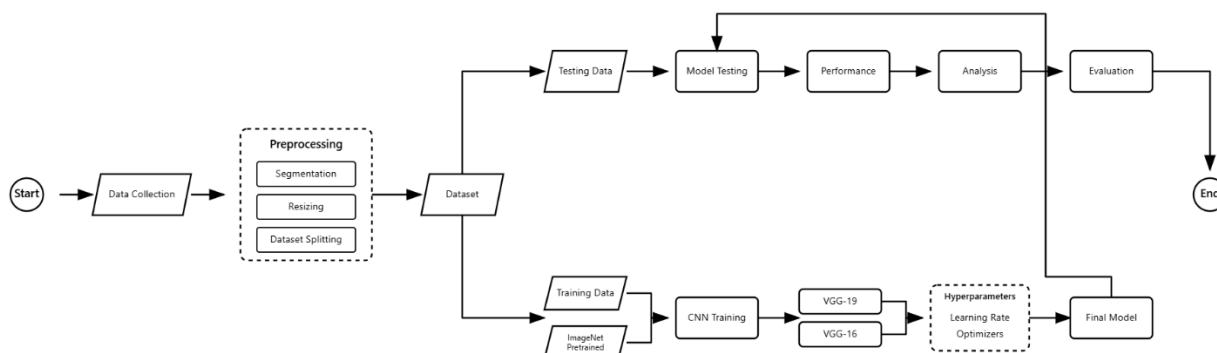 Start
Data Collection
Preprocessing
Segmentation
Resizing
Dataset Splitting
Dataset
Testing Data
Model Testing
Performance
Analysis
Evaluation
End
Training Data
ImageNet
Pretrained
CNN Training
VGG-19
VGG-16
Hyperparameters
Learning Rate
Optimizers
Final Model